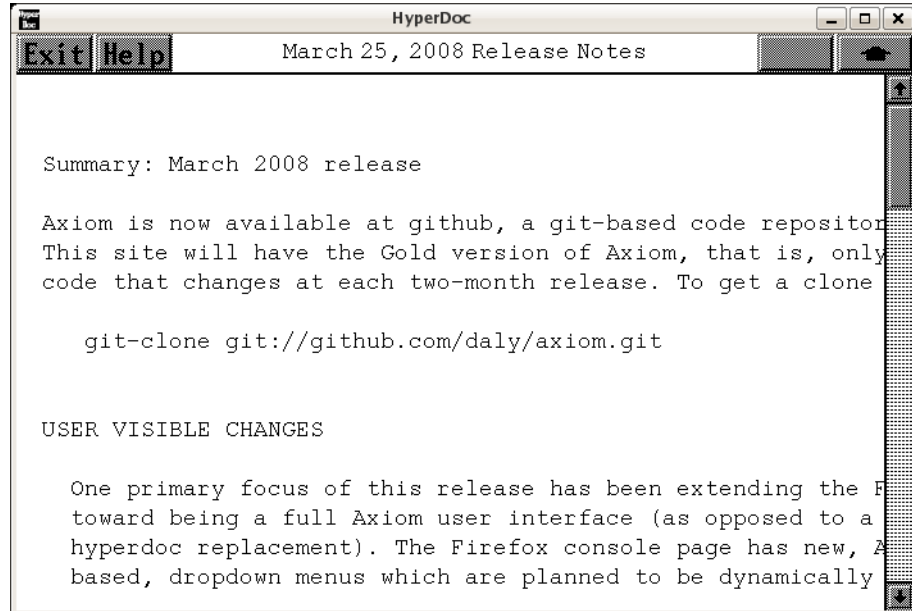 Hyper
Doc
HyperDoc
Exit Help March 25, 2008 Release Notes
Summary: March 2008 release
Axiom is now available at github, a git-based code repositor
This site will have the Gold version of Axiom, that is, only
code that changes at each two-month release. To get a clone
git-clone git://github.com/daly/axiom.git
USER VISIBLE CHANGES
One primary focus of this release has been extending the F
toward being a full Axiom user interface (as opposed to a
hyperdoc replacement). The Firefox console page has new, A
based, dropdown menus which are planned to be dynamically